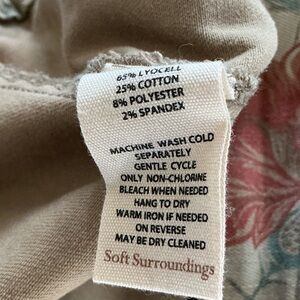 65% LYOCELL
25% COTTON
8% POLYESTER
2% SPANDEX
MACHINE WASH COLD
SEPARATELY
GENTLE CYCLE
ONLY NON-CHLORINE
BLEACH WHEN NEEDED
HANG TO DRY
WARM IRON IF NEEDED
ON REVERSE
MAY BE DRY CLEANED
Soft Surroundings